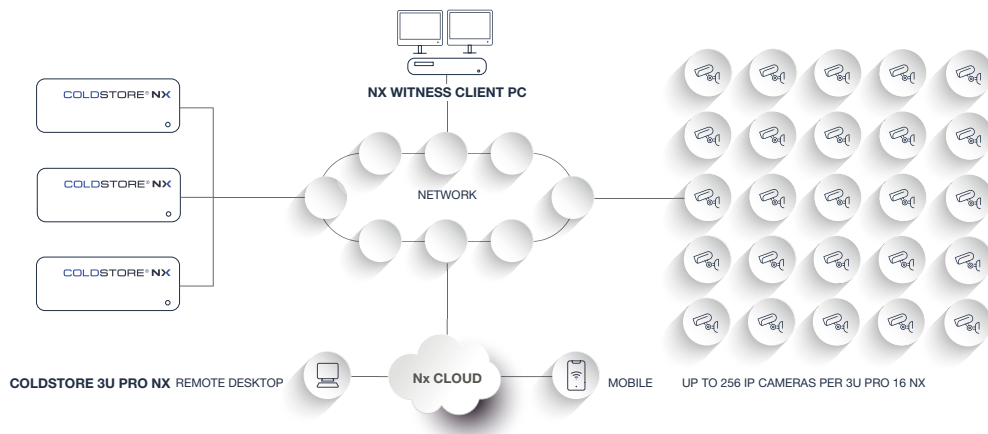 NX WITNESS CLIENT PC
COLDSTORE® NX
COLDSTORE® NX
COLDSTORE® NX
NETWORK
Nx CLOUD
COLDSTORE 3U PRO NX REMOTE DESKTOP
MOBILE
UP TO 256 IP CAMERAS PER 3U PRO 16 NX